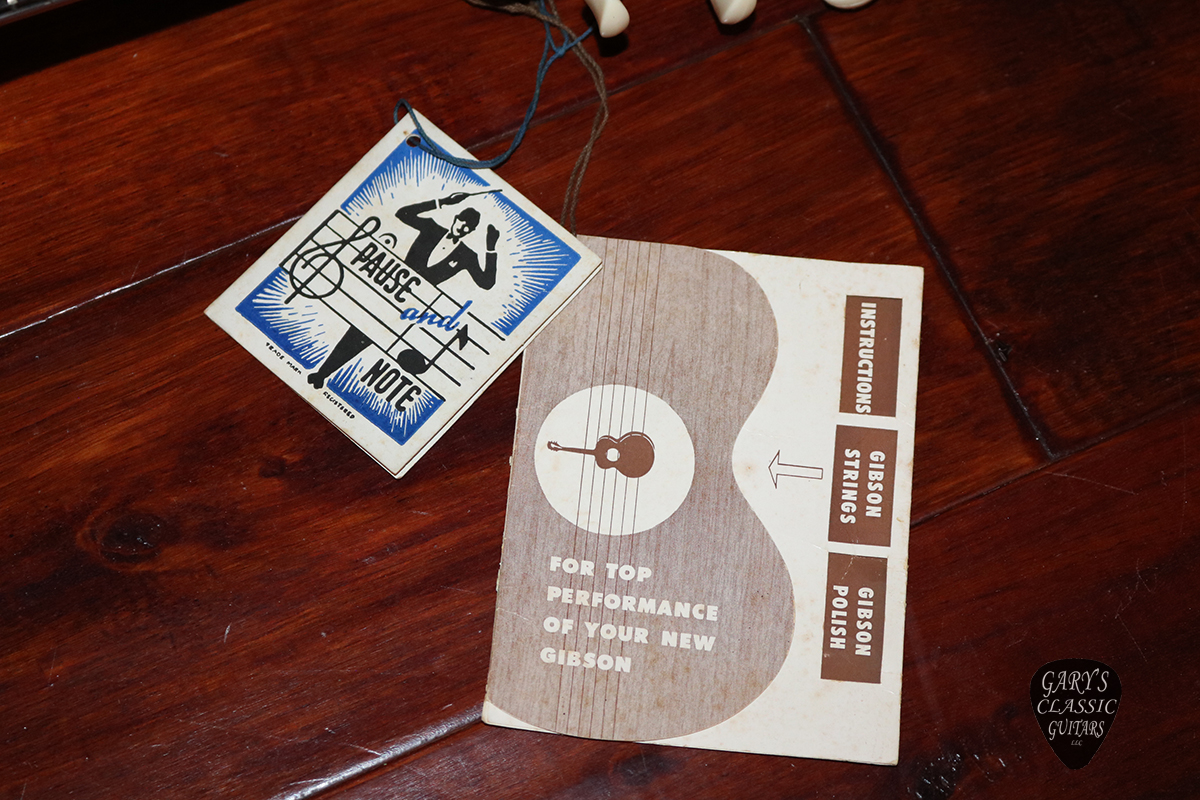 PAUSE
and
NOTE
TRADE MARK REGISTERED
INSTRUCTIONS
GIBSON
STRINGS
GIBSON
POLISH
FOR TOP
PERFORMANCE
OF YOUR NEW
GIBSON
GARY'S
CLASSIC
GUITARS
LLC